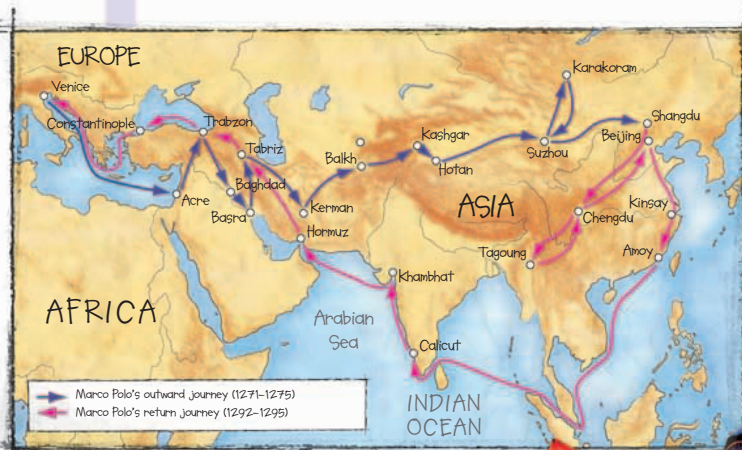 EUROPE
Venice
Karakoram
Constantinople
Trabzon
Shangdu
Beijing
Kashgar
Suzhou
Tabriz
Balkh
Hotan
Baghdad
Acre
Basra
Kerman
ASIA
Kinsay
Chengdu
Hormuz
Tagoung
Amoy
Khambhat
AFRICA
Arabian
Sea
Calicut
Marco Polo's outward journey (1271–1275)
Marco Polo's return journey (1292–1295)
INDIAN
OCEAN